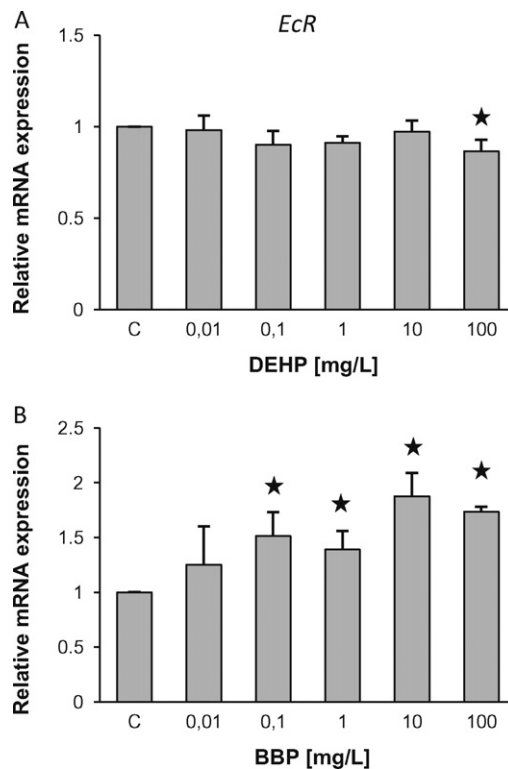 A
EcR
Relative mRNA expression
1.5
1
0.5
0
C 0,01 0,1 1 10 100
DEHP [mg/L]
B
Relative mRNA expression
2.5
2
1.5
1
0.5
0
C 0,01 0,1 1 10 100
BBP [mg/L]